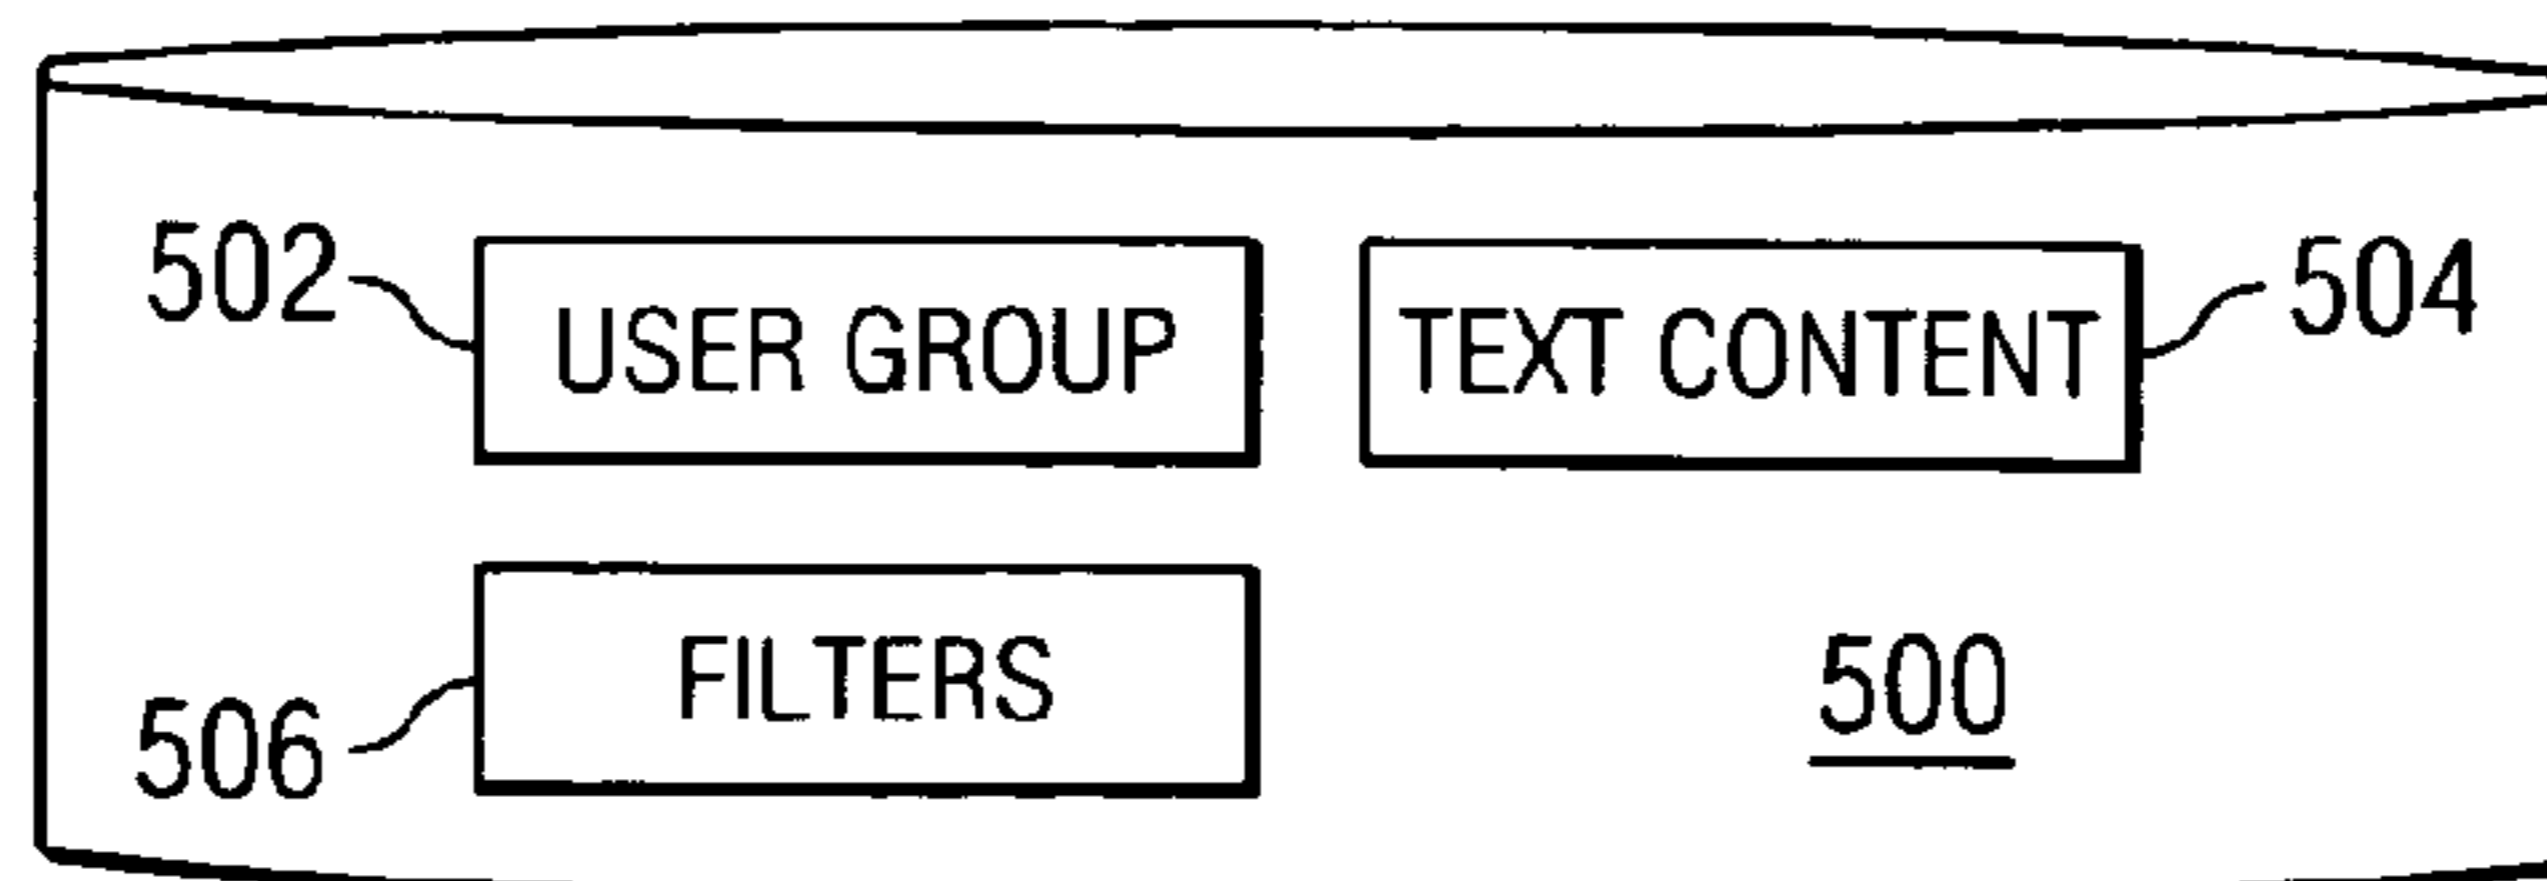 502 USER GROUP TEXT CONTENT 504
506 FILTERS 500